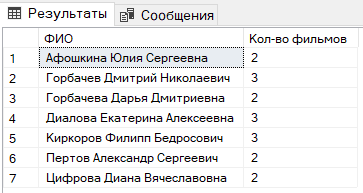 Результаты Сообщения
ФИО Кол-во фильмов
1 Афошкина Юлия Сергеевна 2
2 Горбачев Дмитрий Николаевич 3
3 Горбачева Дарья Дмитриевна 2
4 Диалова Екатерина Алексеевна 3
5 Киркоров Филипп Бедросович 3
6 Пертов Александр Сергеевич 2
7 Цифрова Диана Вячеславовна 2